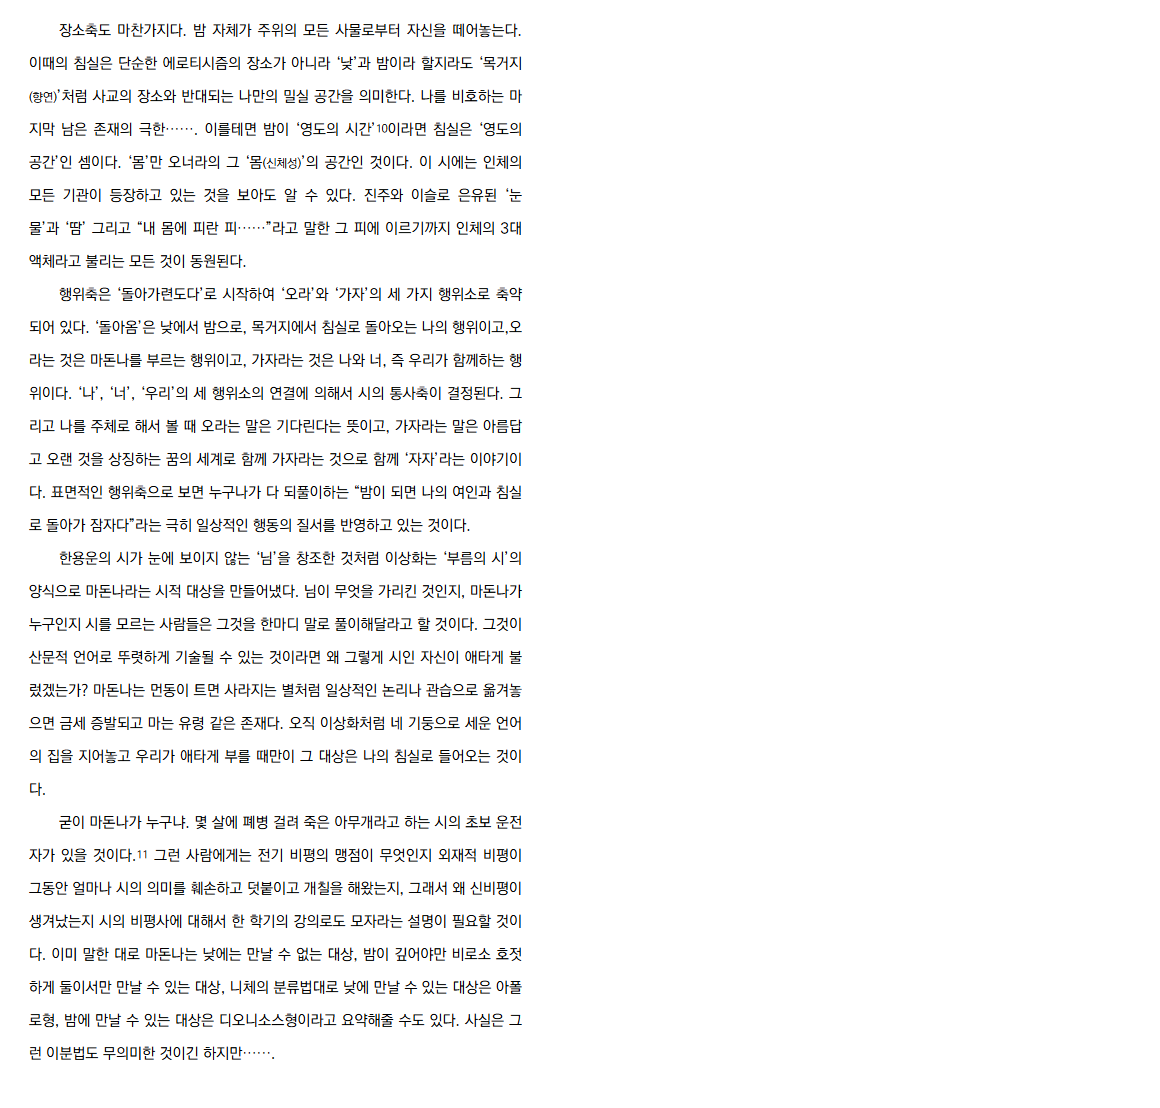 장소축도 마찬가지다. 밤 자체가 주위의 모든 사물로부터 자신을 떼어놓는다.
이때의 침실은 단순한 에로티시즘의 장소가 아니라 ‘낮’과 밤이라 할지라도 ‘목거지
(향연)’처럼 사교의 장소와 반대되는 나만의 밀실 공간을 의미한다. 나를 비호하는 마
지막 남은 존재의 극한……. 이를테면 밤이 ‘영도의 시간’10이라면 침실은 ‘영도의
공간’인 셈이다. ‘몸’만 오너라의 그 ‘몸(신체성)’의 공간인 것이다. 이 시에는 인체의
모든 기관이 등장하고 있는 것을 보아도 알 수 있다. 진주와 이슬로 은유된 ‘눈
물’과 ‘땀’ 그리고 “내 몸에 피란 피……”라고 말한 그 피에 이르기까지 인체의 3대
액체라고 불리는 모든 것이 동원된다.
행위축은 ‘돌아가련도다’로 시작하여 ‘오라’와 ‘가자’의 세 가지 행위소로 축약
되어 있다. ‘돌아옴’은 낮에서 밤으로, 목거지에서 침실로 돌아오는 나의 행위이고,오
라는 것은 마돈나를 부르는 행위이고, 가자라는 것은 나와 너, 즉 우리가 함께하는 행
위이다. ‘나’, ‘너’, ‘우리’의 세 행위소의 연결에 의해서 시의 통사축이 결정된다. 그
리고 나를 주체로 해서 볼 때 오라는 말은 기다린다는 뜻이고, 가자라는 말은 아름답
고 오랜 것을 상징하는 꿈의 세계로 함께 가자라는 것으로 함께 ‘자자’라는 이야기이
다. 표면적인 행위축으로 보면 누구나가 다 되풀이하는 “밤이 되면 나의 여인과 침실
로 돌아가 잠자다”라는 극히 일상적인 행동의 질서를 반영하고 있는 것이다.
한용운의 시가 눈에 보이지 않는 ‘님’을 창조한 것처럼 이상화는 ‘부름의 시’의
양식으로 마돈나라는 시적 대상을 만들어냈다. 님이 무엇을 가리킨 것인지, 마돈나가
누구인지 시를 모르는 사람들은 그것을 한마디 말로 풀이해달라고 할 것이다. 그것이
산문적 언어로 뚜렷하게 기술될 수 있는 것이라면 왜 그렇게 시인 자신이 애타게 불
렀겠는가? 마돈나는 먼동이 트면 사라지는 별처럼 일상적인 논리나 관습으로 옮겨놓
으면 금세 증발되고 마는 유령 같은 존재다. 오직 이상화처럼 네 기둥으로 세운 언어
의 집을 지어놓고 우리가 애타게 부를 때만이 그 대상은 나의 침실로 들어오는 것이
다.
굳이 마돈나가 누구냐. 몇 살에 폐병 걸려 죽은 아무개라고 하는 시의 초보 운전
자가 있을 것이다.11 그런 사람에게는 전기 비평의 맹점이 무엇인지 외재적 비평이
그동안 얼마나 시의 의미를 훼손하고 덧붙이고 개칠을 해왔는지, 그래서 왜 신비평이
생겨났는지 시의 비평사에 대해서 한 학기의 강의로도 모자라는 설명이 필요할 것이
다. 이미 말한 대로 마돈나는 낮에는 만날 수 없는 대상, 밤이 깊어야만 비로소 호젓
하게 둘이서만 만날 수 있는 대상, 니체의 분류법대로 낮에 만날 수 있는 대상은 아폴
로형, 밤에 만날 수 있는 대상은 디오니소스형이라고 요약해줄 수도 있다. 사실은 그
런 이분법도 무의미한 것이긴 하지만…….